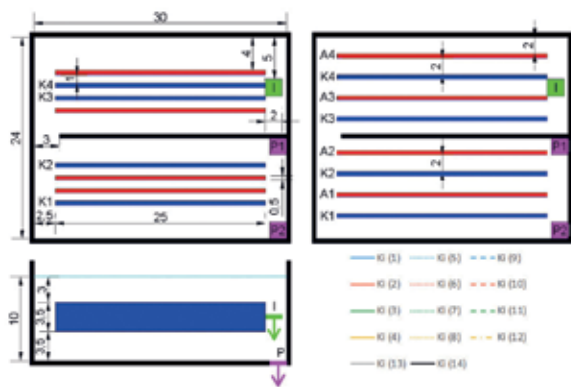 30
24
4
5
1
K4
K3
I
2
3
P1
K2
K1
0.5
2.5
25
P2
2
A4
2
K4
I
A3
K3
P1
A2
2
K2
A1
K1
P2
10
3
3.5
3.5
I
P
Ki (1) Ki (5) Ki (9)
Ki (2) Ki (6) Ki (10)
Ki (3) Ki (7) Ki (11)
Ki (4) Ki (8) Ki (12)
Ki (13) Ki (14)